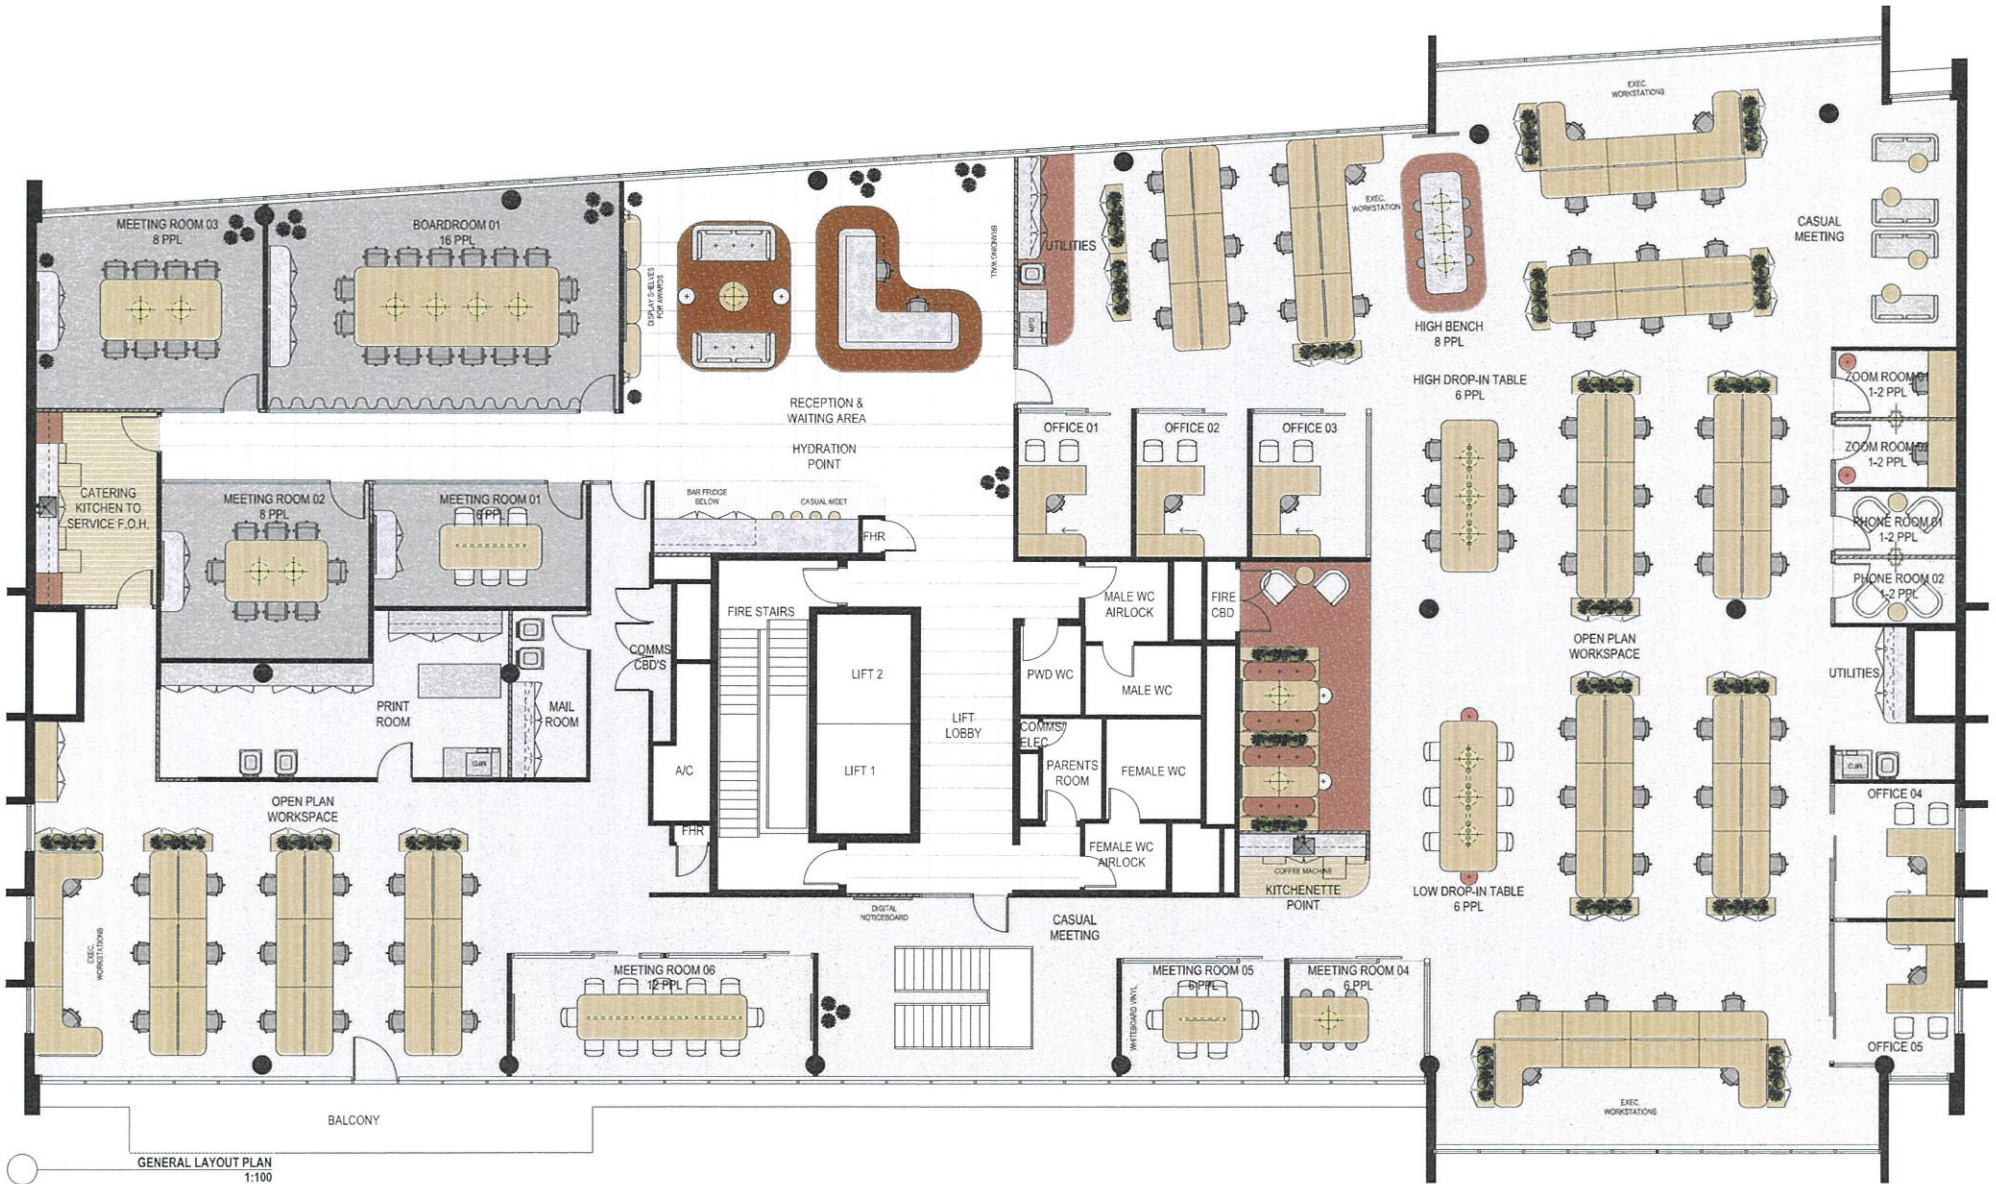 EXEC.
WORKSTATIONS
MEETING ROOM 03
8 PPL
BOARDROOM 01
16 PPL
DISPLAY SHELVES
FOR AWARDS
BRANDING WALL
UTILITIES
MFD
EXEC.
WORKSTATION
CASUAL
MEETING
HIGH BENCH
8 PPL
HIGH DROP-IN TABLE
6 PPL
ZOOM ROOM 01
1-2 PPL
ZOOM ROOM 02
1-2 PPL
RECEPTION &
WAITING AREA
HYDRATION
POINT
OFFICE 01
OFFICE 02
OFFICE 03
CATERING
KITCHEN TO
SERVICE F.O.H.
MEETING ROOM 02
8 PPL
MEETING ROOM 01
6 PPL
BAR FRIDGE
BELOW
CASUAL MEET
FHR
PHONE ROOM 01
1-2 PPL
PHONE ROOM 02
1-2 PPL
FIRE STAIRS
MALE WC
AIRLOCK
FIRE
CBD
COMMS
CBD'S
LIFT 2
PWD WC
MALE WC
OPEN PLAN
WORKSPACE
UTILITIES
PRINT
ROOM
MAIL
ROOM
LIFT
LOBBY
COMMS/
ELEC
PARENTS
ROOM
FEMALE WC
A/C
LIFT 1
MFD
MFD
OFFICE 04
OPEN PLAN
WORKSPACE
FHR
FEMALE WC
AIRLOCK
COFFEE MACHINE
KITCHENETTE
POINT
LOW DROP-IN TABLE
6 PPL
DIGITAL
NOTICEBOARD
CASUAL
MEETING
EXEC.
WORKSTATIONS
MEETING ROOM 06
12 PPL
WHITEBOARD VINYL
MEETING ROOM 05
6 PPL
MEETING ROOM 04
6 PPL
OFFICE 05
EXEC.
WORKSTATIONS
BALCONY
GENERAL LAYOUT PLAN
1:100